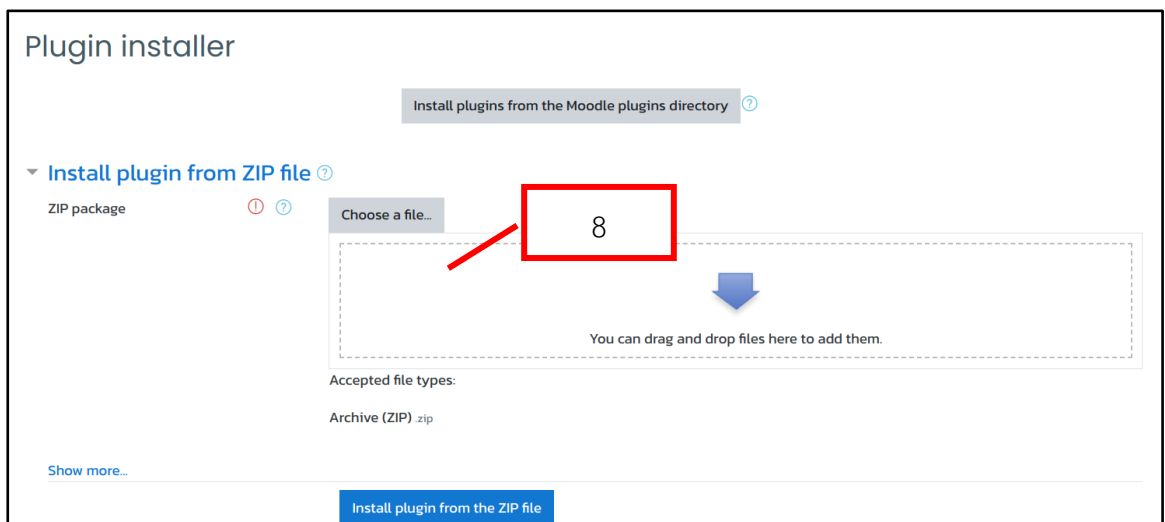 Plugin installer
Install plugins from the Moodle plugins directory
Install plugin from ZIP file
ZIP package
Choose a file...
8
You can drag and drop files here to add them.
Accepted file types:
Archive (ZIP) .zip
Show more...
Install plugin from the ZIP file